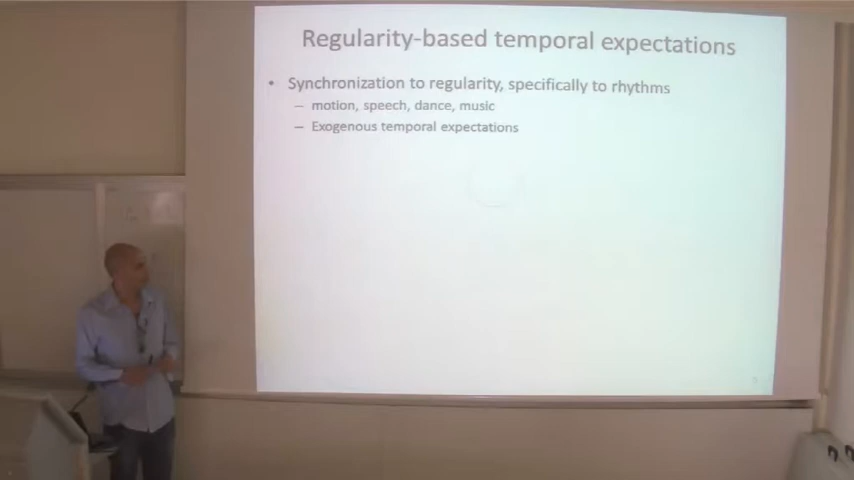 Regularity-based temporal expectations
• Synchronization to regularity, specifically to rhythms
– motion, speech, dance, music
– Exogenous temporal expectations